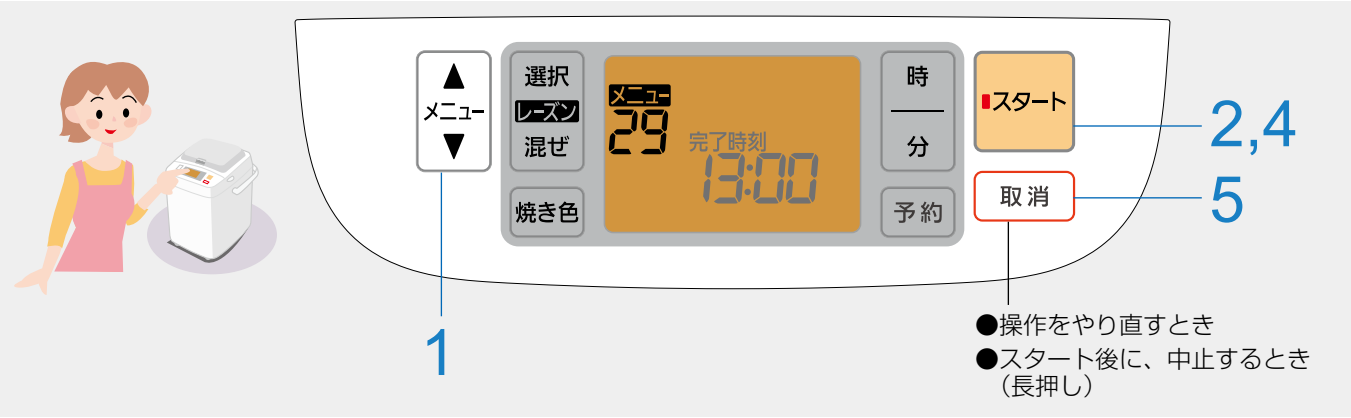 ▲
メニュー
▼
選択
レーズン
混ぜ
焼き色
メニュー
29
完了時刻
13:00
時
分
予約
スタート
取消
2,4
5
1
●操作をやり直すとき
●スタート後に、中止するとき
（長押し）